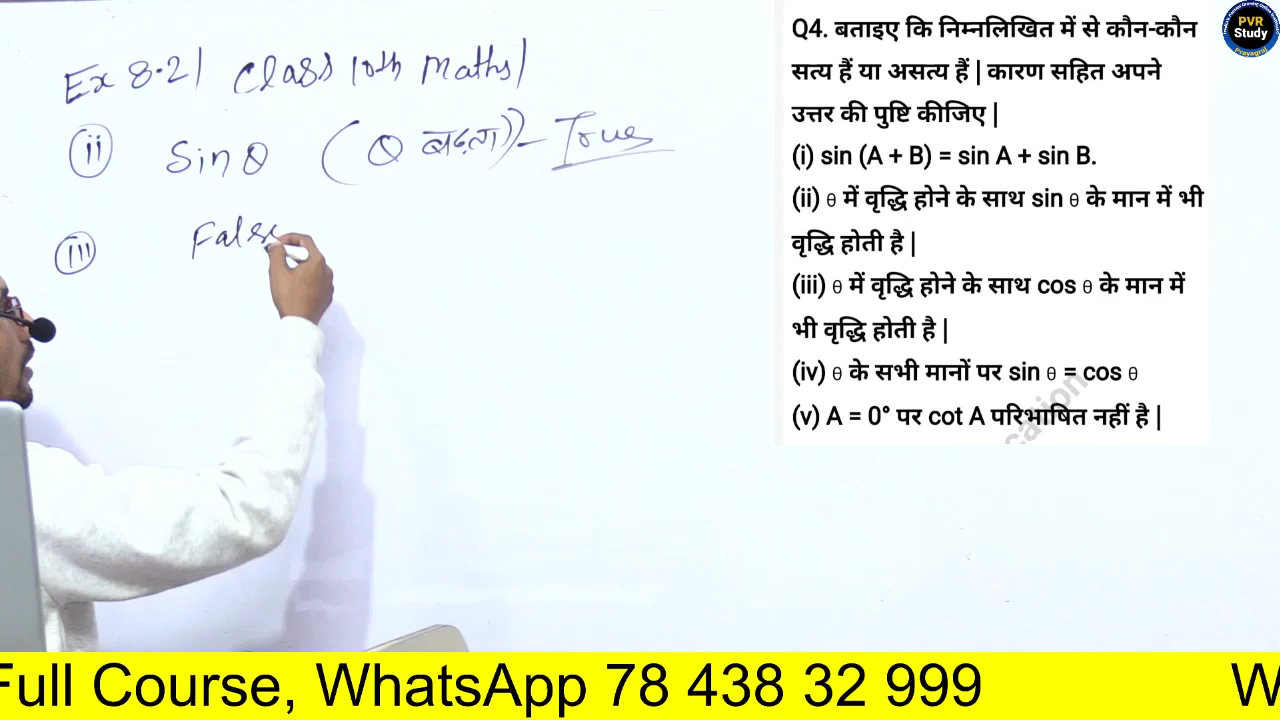 Ex 8.2| Class 10th Maths|
(ii) Sin θ (θ बढ़ता) - True
(iii) False
Q4. बताइए कि निम्नलिखित में से कौन-कौन
सत्य हैं या असत्य हैं | कारण सहित अपने
उत्तर की पुष्टि कीजिए |
(i) sin (A + B) = sin A + sin B.
(ii) θ में वृद्धि होने के साथ sin θ के मान में भी
वृद्धि होती है |
(iii) θ में वृद्धि होने के साथ cos θ के मान में
भी वृद्धि होती है |
(iv) θ के सभी मानों पर sin θ = cos θ
(v) A = 0° पर cot A परिभाषित नहीं है |
PVR
Study
Prayagraj
Full Course, WhatsApp 78 438 32 999
W